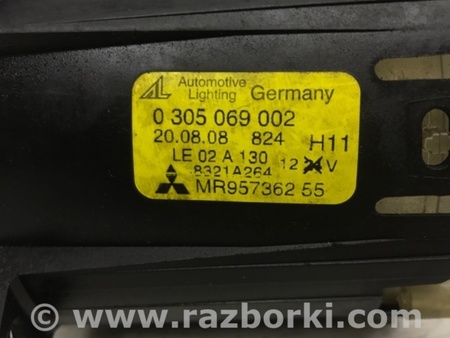 AL Automotive Lighting Germany
0 305 069 002
20.08.08 824 H11
LE 02 A 130 12 V
8321A264
MR957362 55
© www.razborki.com